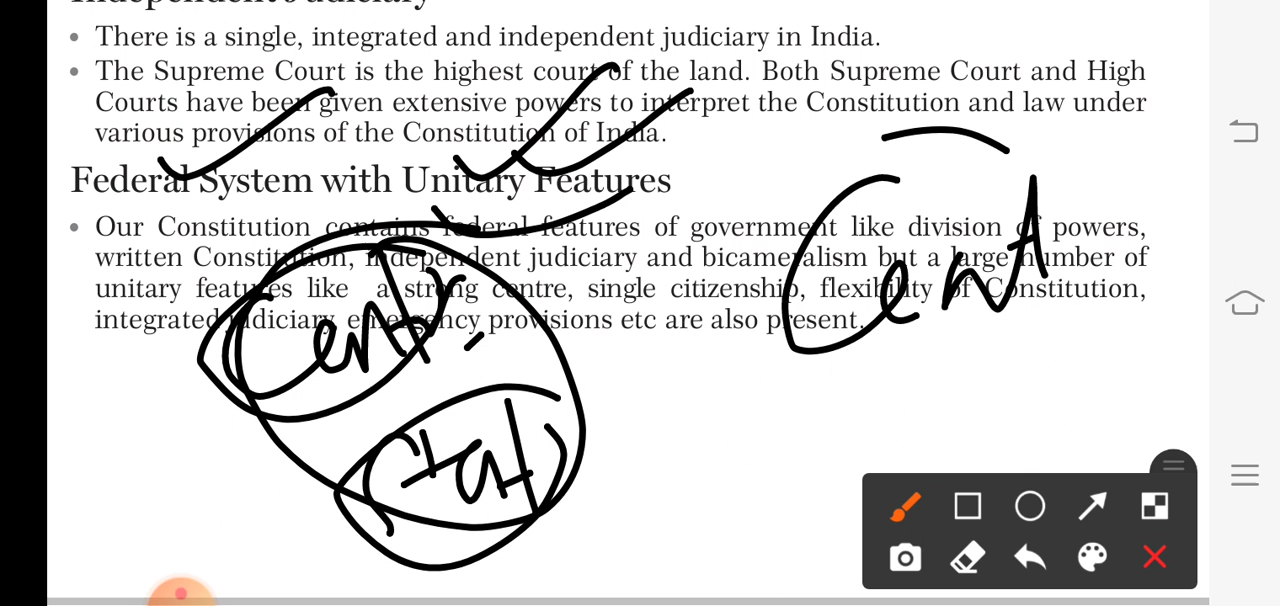 Independent Judiciary
There is a single, integrated and independent judiciary in India.
The Supreme Court is the highest court of the land. Both Supreme Court and High
Courts have been given extensive powers to interpret the Constitution and law under
various provisions of the Constitution of India.
Federal System with Unitary Features
Our Constitution contains federal features of government like division of powers,
written Constitution, independent judiciary and bicameralism but a large number of
unitary features like a strong centre, single citizenship, flexibility of Constitution,
integrated judiciary, emergency provisions etc are also present.